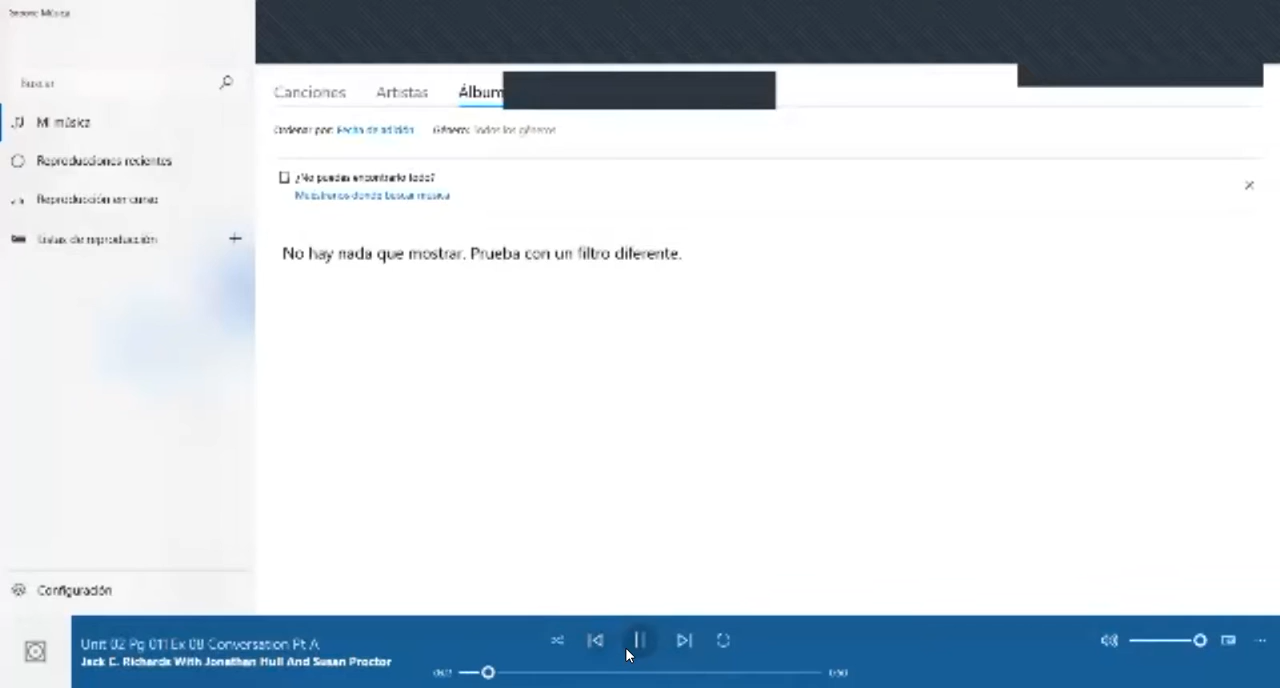 Groove Música
Buscar
Mi música
Reproducciones recientes
Reproducción en curso
Listas de reproducción
Configuración
Canciones Artistas Álbum
Ordenar por: Fecha de adición Género: Todos los géneros
¿No puedes encontrarlo todo?
Muéstranos dónde buscar música
No hay nada que mostrar. Prueba con un filtro diferente.
Unit 02 Pg 011 Ex 08 Conversation Pt A
Jack C. Richards With Jonathan Hull And Susan Proctor